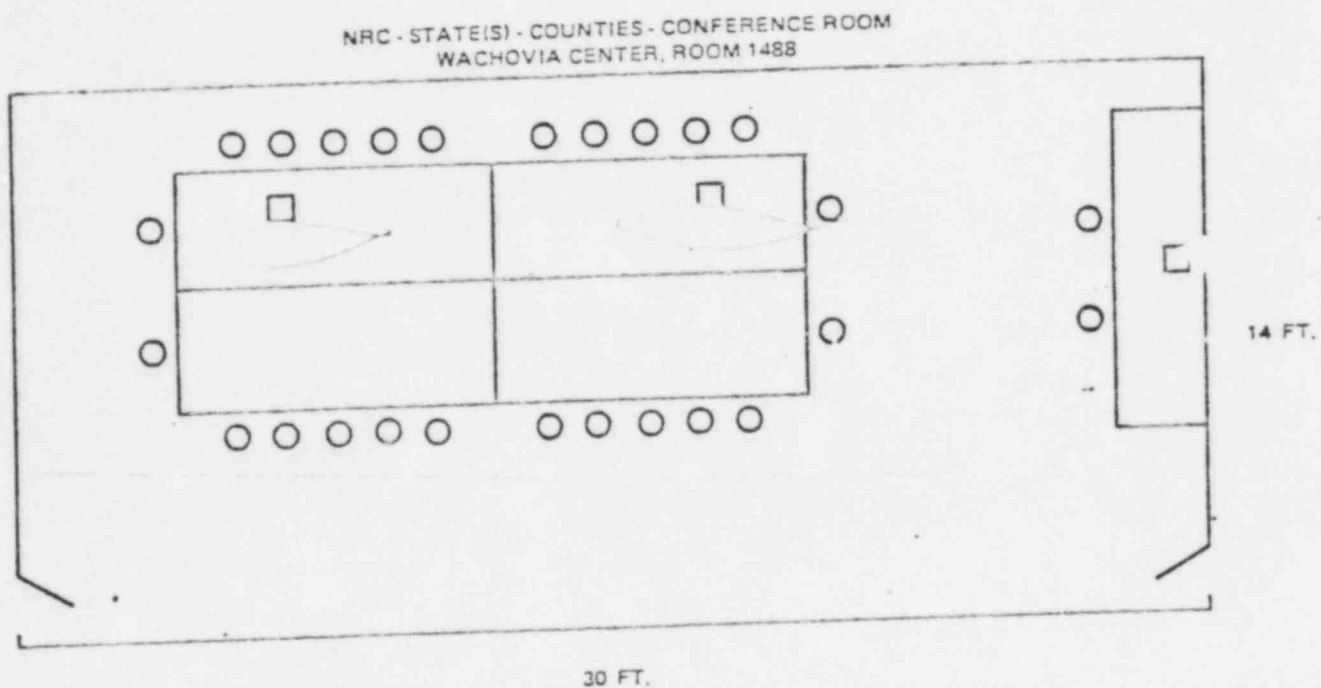 NRC - STATE(S) - COUNTIES - CONFERENCE ROOM
WACHOVIA CENTER, ROOM 1488
14 FT.
30 FT.